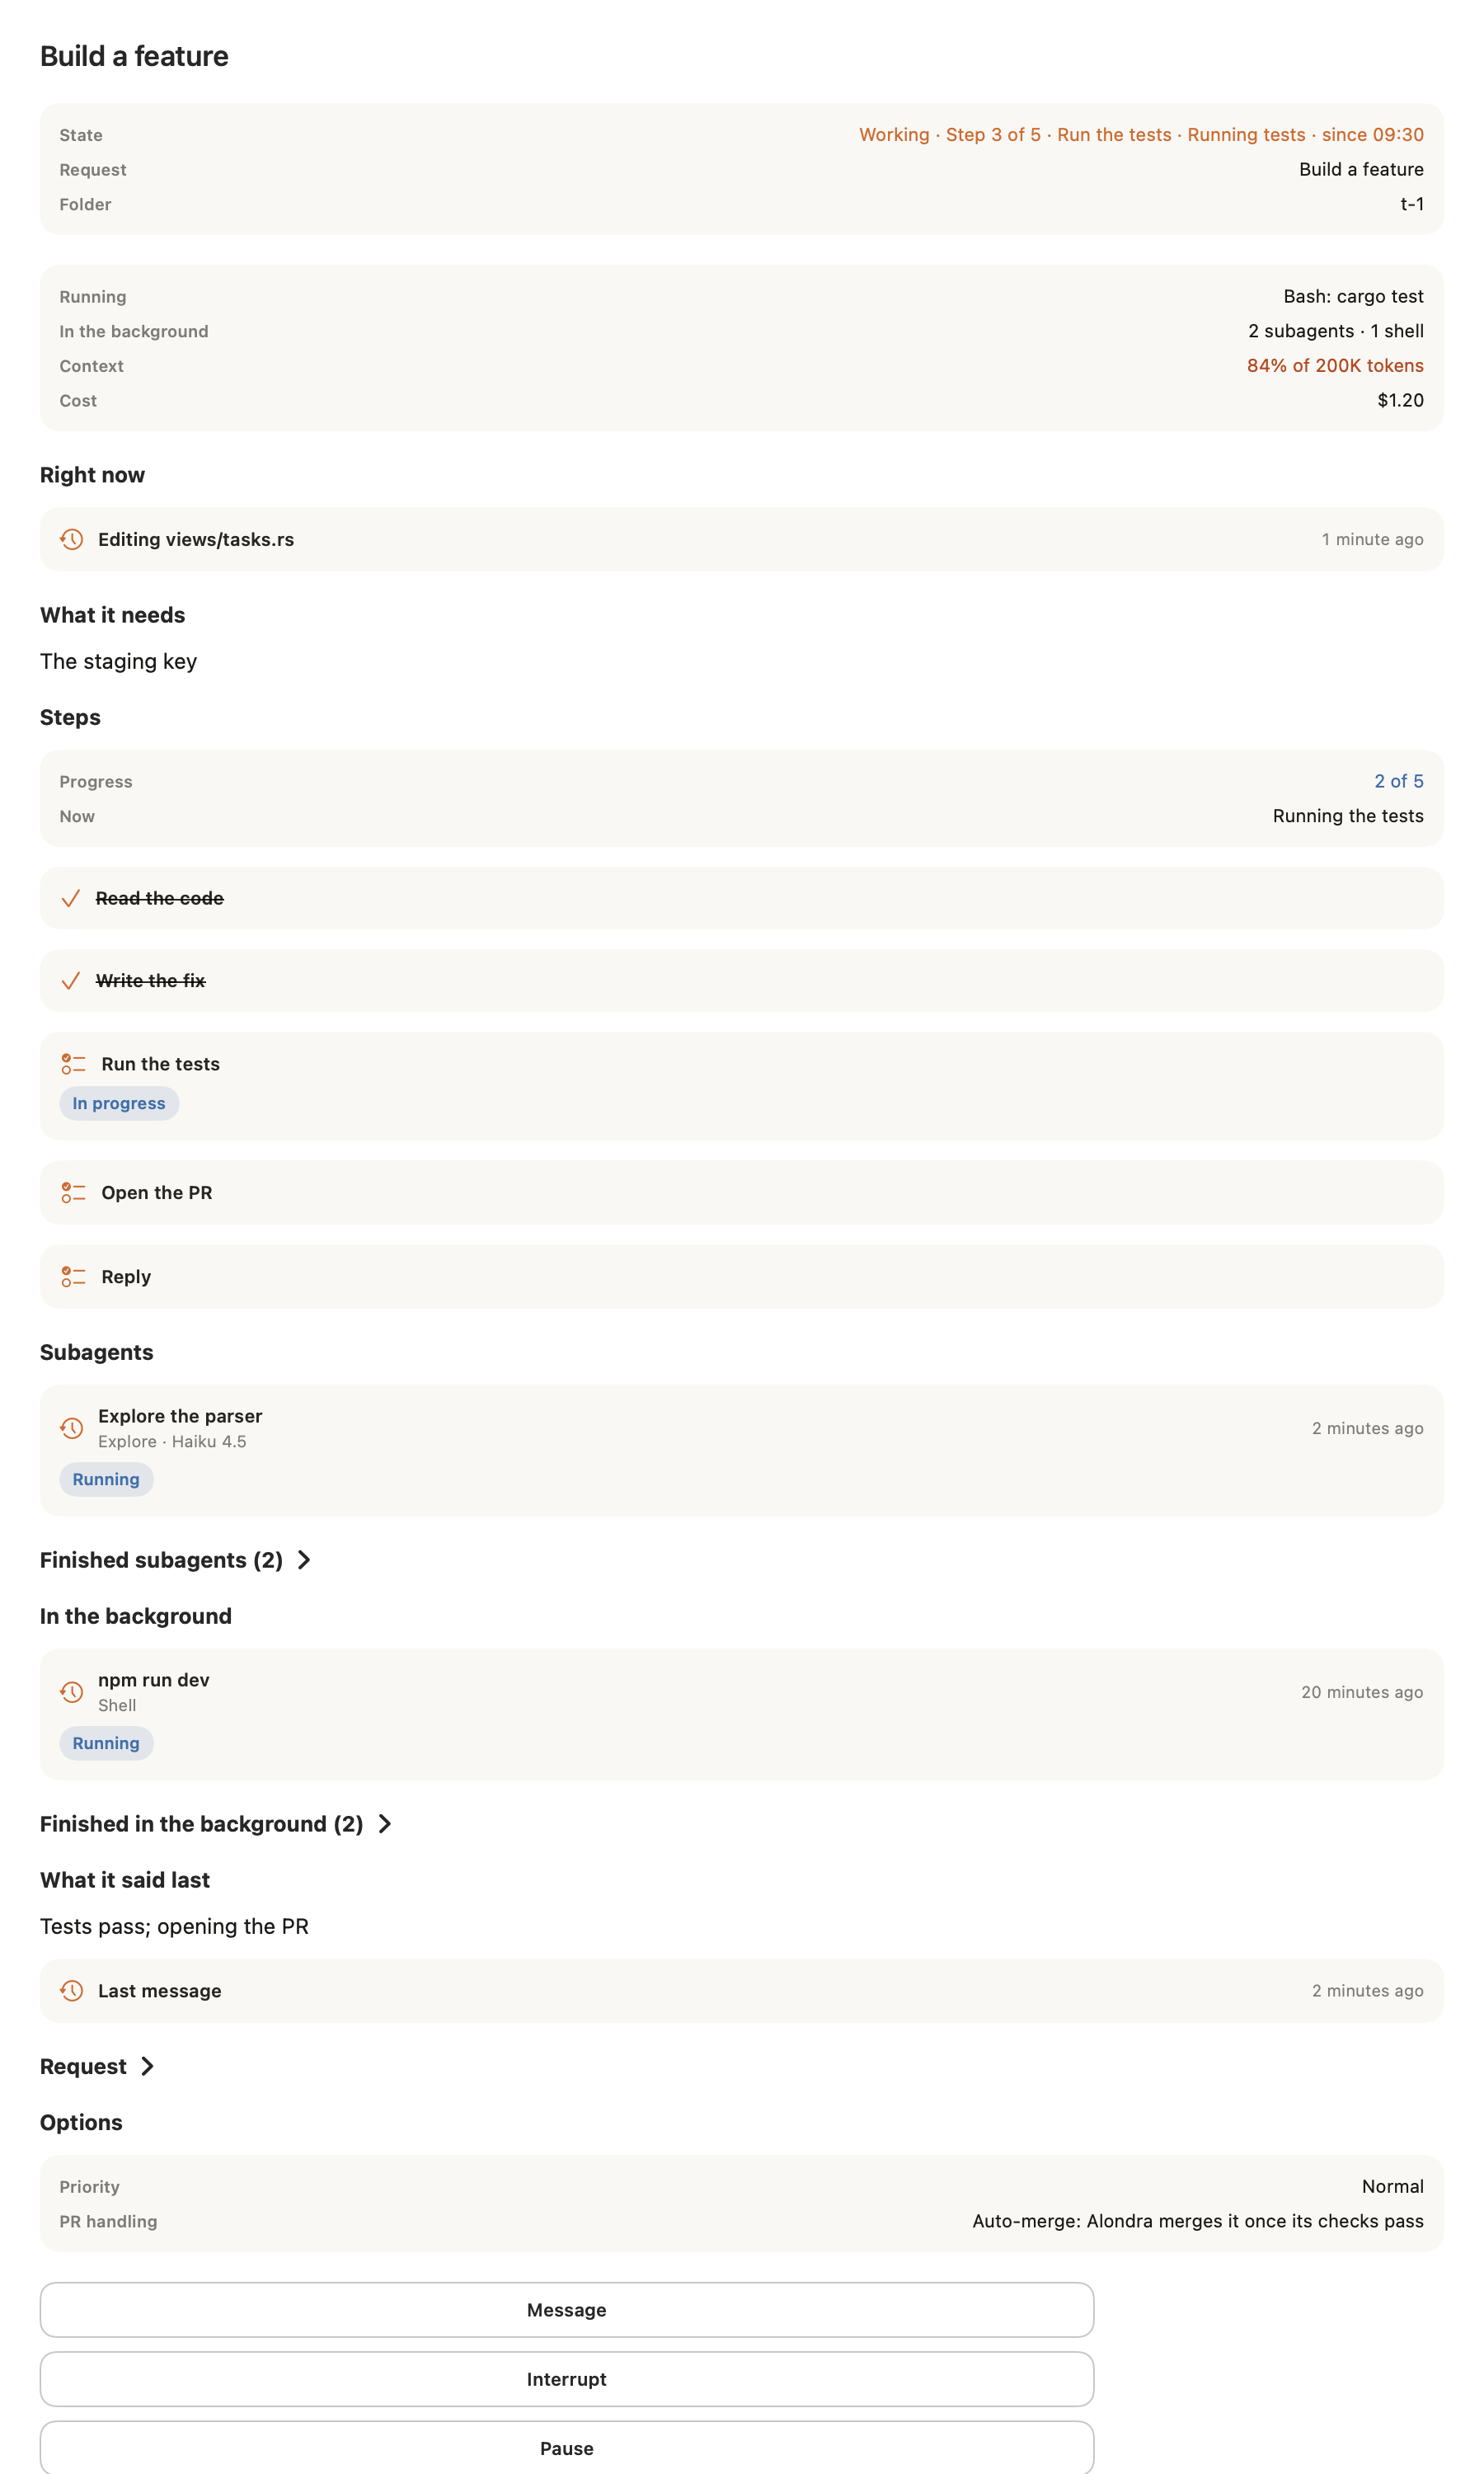 Build a feature
State
Working · Step 3 of 5 · Run the tests · Running tests · since 09:30
Request
Build a feature
Folder
t-1
Running
Bash: cargo test
In the background
2 subagents · 1 shell
Context
84% of 200K tokens
Cost
$1.20
Right now
Editing views/tasks.rs
1 minute ago
What it needs
The staging key
Steps
Progress
2 of 5
Now
Running the tests
Read the code
Write the fix
Run the tests
In progress
Open the PR
Reply
Subagents
Explore the parser
Explore · Haiku 4.5
2 minutes ago
Running
Finished subagents (2)
In the background
npm run dev
Shell
20 minutes ago
Running
Finished in the background (2)
What it said last
Tests pass; opening the PR
Last message
2 minutes ago
Request
Options
Priority
Normal
PR handling
Auto-merge: Alondra merges it once its checks pass
Message
Interrupt
Pause